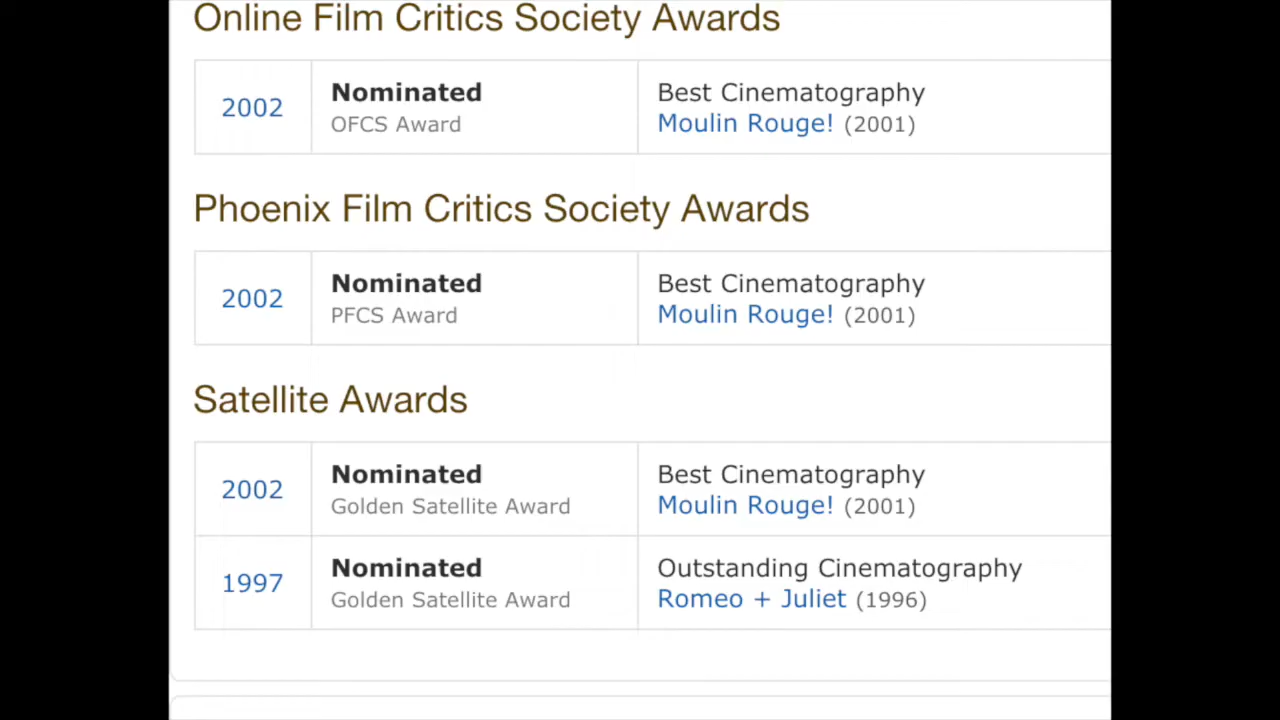 Online Film Critics Society Awards
2002
Nominated
OFCS Award
Best Cinematography
Moulin Rouge! (2001)
Phoenix Film Critics Society Awards
2002
Nominated
PFCS Award
Best Cinematography
Moulin Rouge! (2001)
Satellite Awards
2002
Nominated
Golden Satellite Award
Best Cinematography
Moulin Rouge! (2001)
1997
Nominated
Golden Satellite Award
Outstanding Cinematography
Romeo + Juliet (1996)